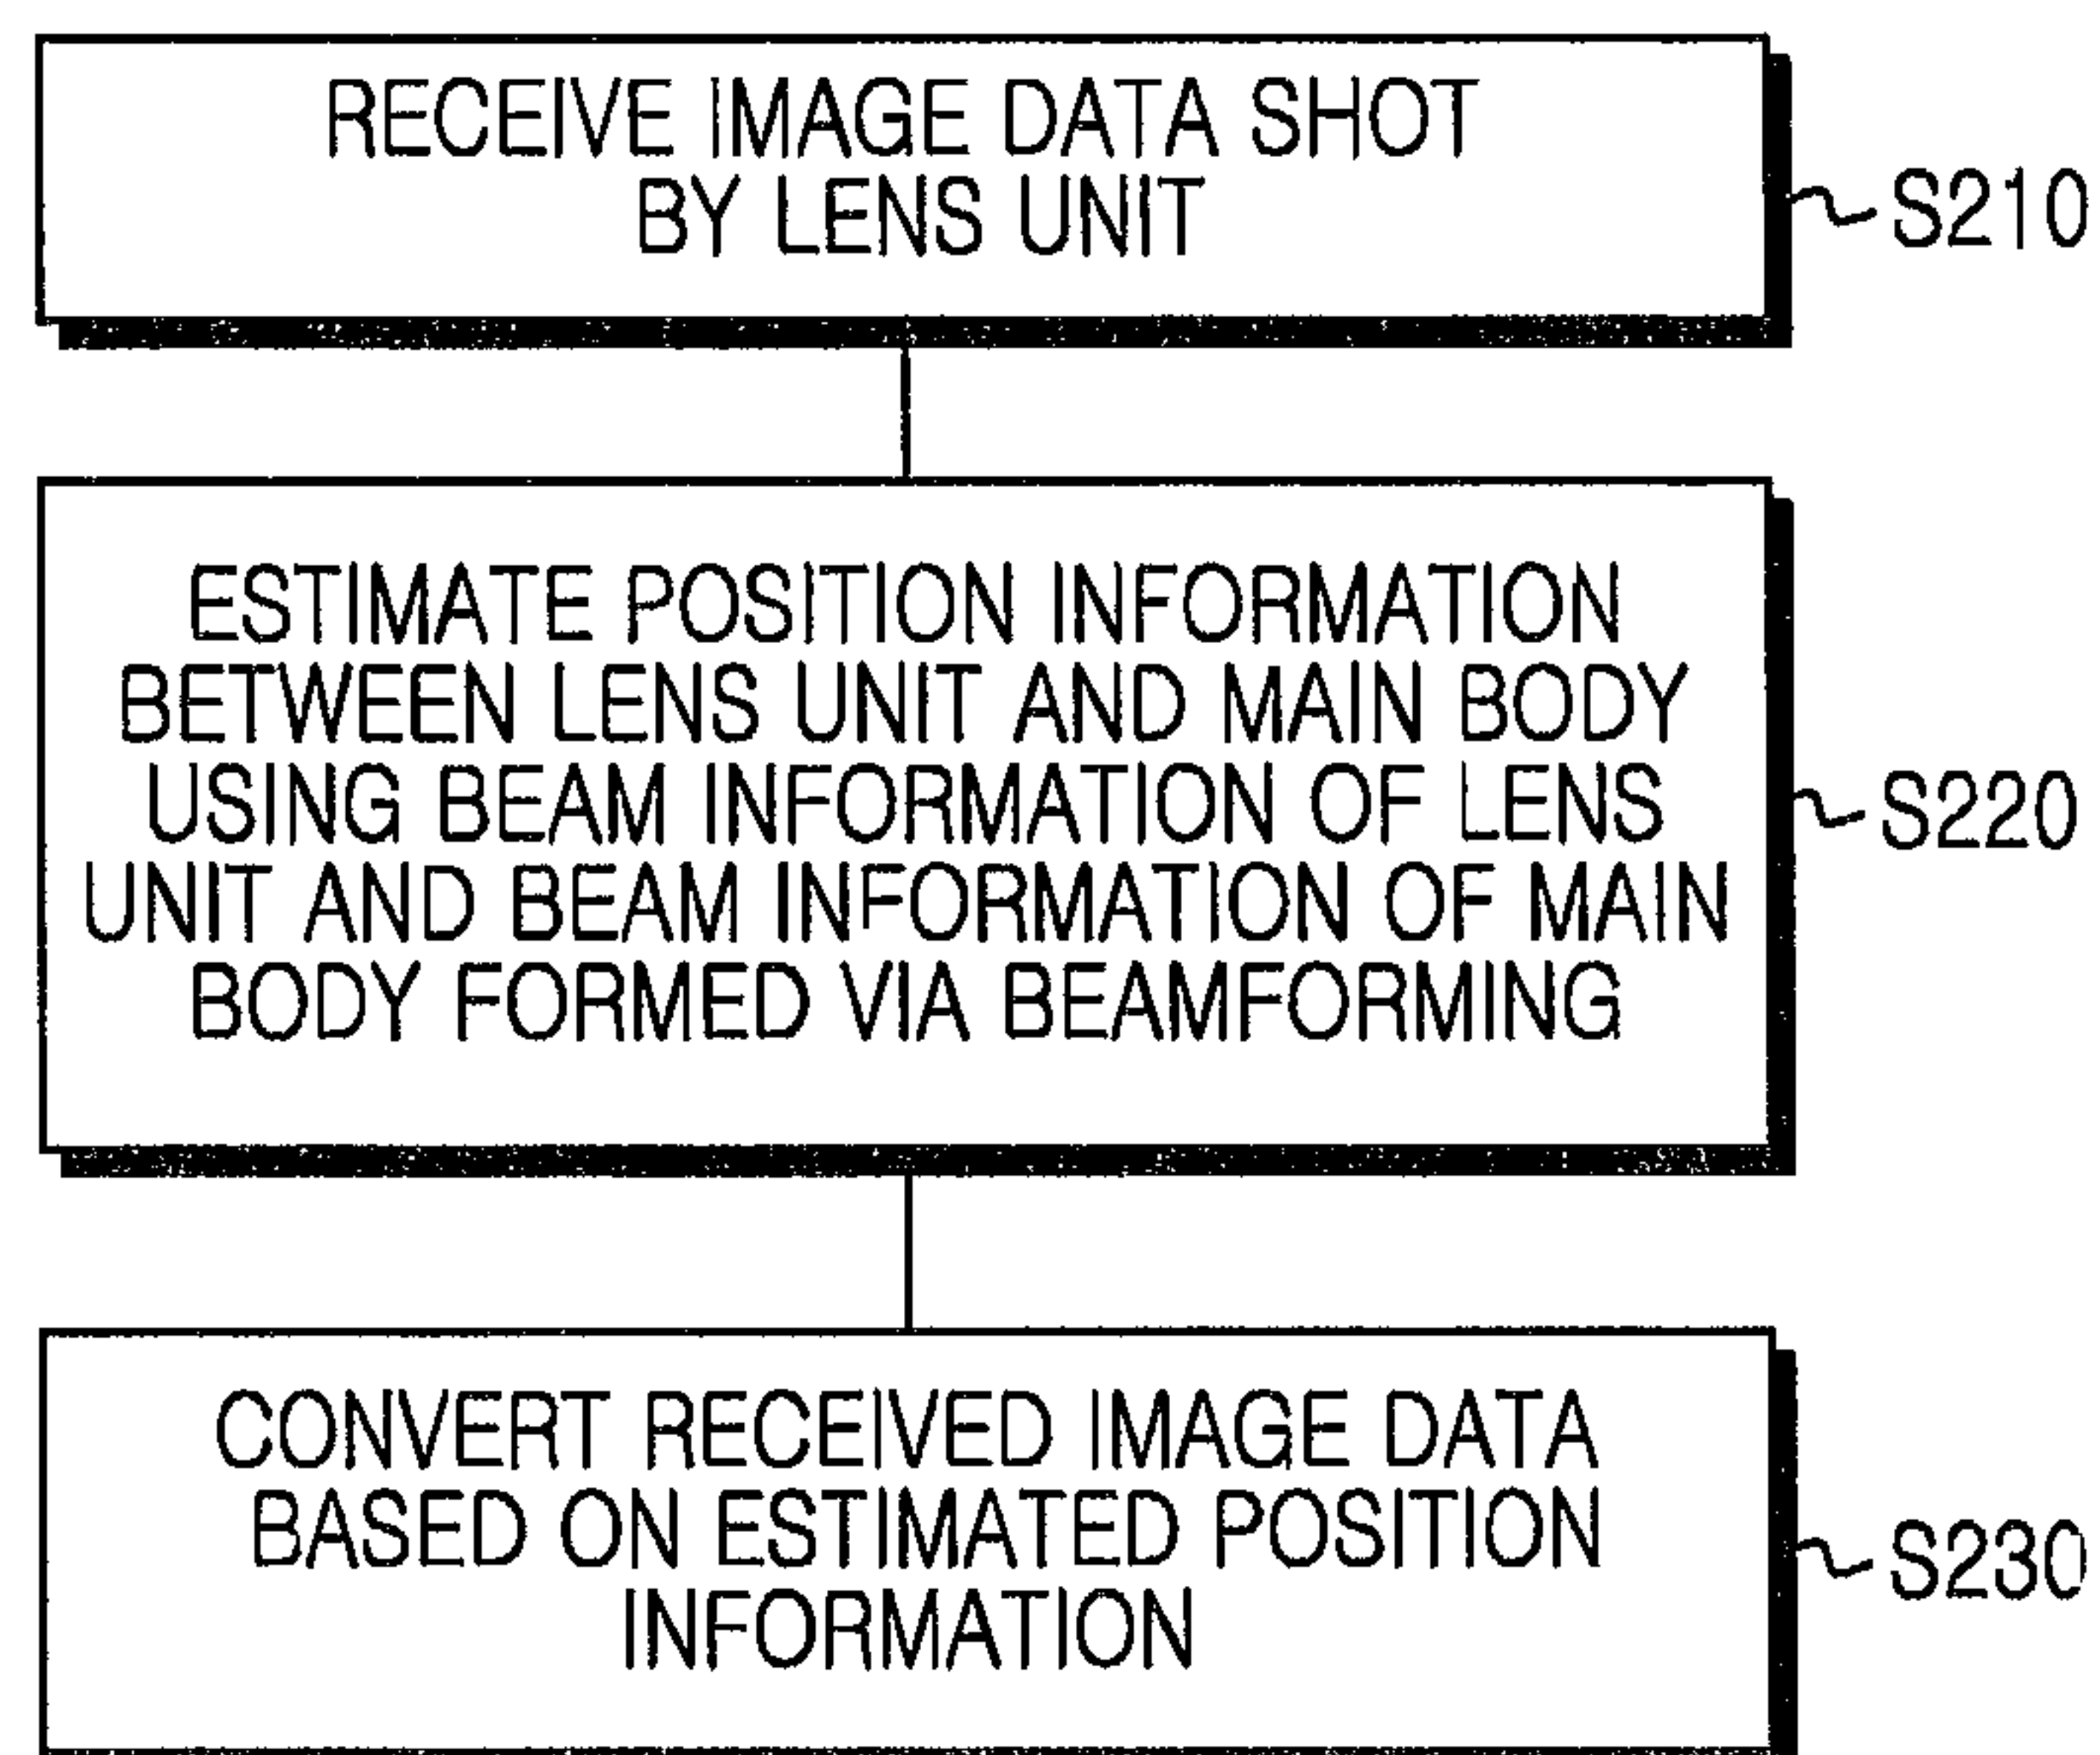 RECEIVE IMAGE DATA SHOT
BY LENS UNIT
S210
ESTIMATE POSITION INFORMATION
BETWEEN LENS UNIT AND MAIN BODY
USING BEAM INFORMATION OF LENS
UNIT AND BEAM INFORMATION OF MAIN
BODY FORMED VIA BEAMFORMING
S220
CONVERT RECEIVED IMAGE DATA
BASED ON ESTIMATED POSITION
INFORMATION
S230